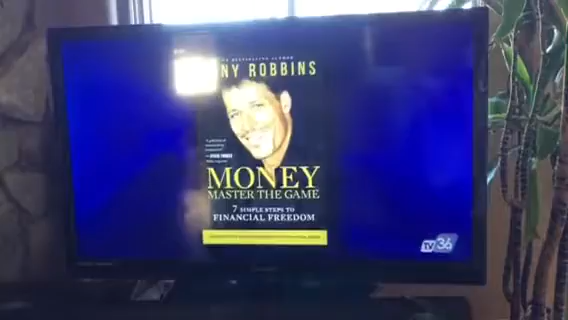 NY ROBBINS
MONEY
MASTER THE GAME
7 SIMPLE STEPS TO
FINANCIAL FREEDOM
TV36